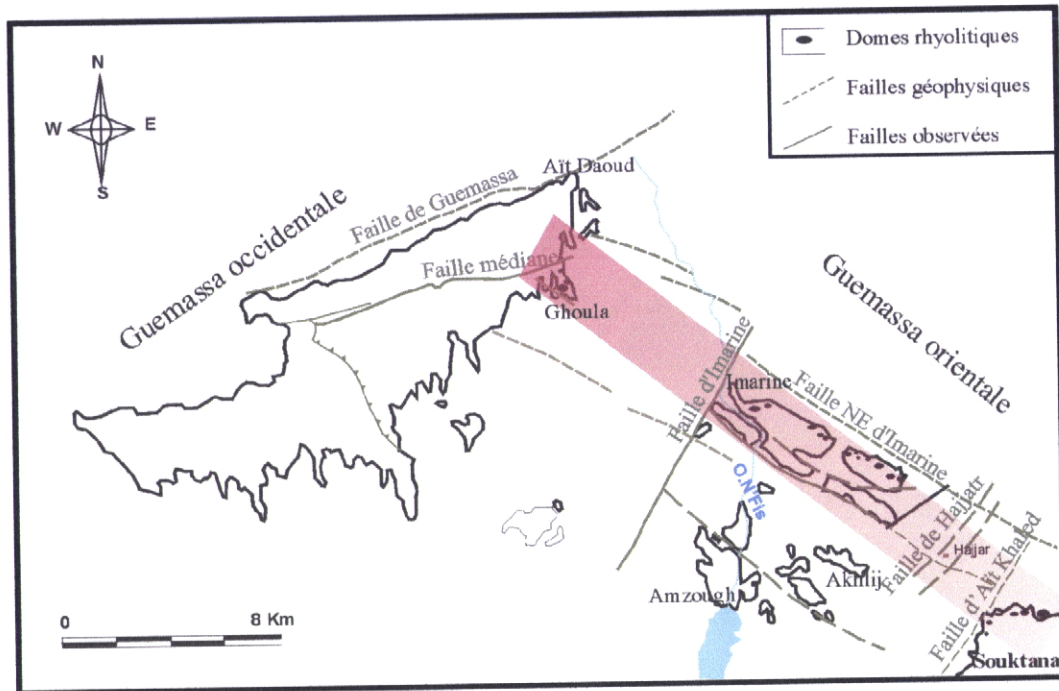 Domes rhyolitiques
Failles géophysiques
Failles observées
N
W
E
S
Aït Daoud
Faille de Guemassa
Guemassa occidentale
Faille médiane
Ghoula
Guemassa orientale
Faille d'Imarine
Imarine
Faille NE d'Imarine
O.N'Fis
Faille de Hajjatr
Hajar
Faille d'Aït Khaled
Akhlij
Amzough
0
8 Km
Souktana